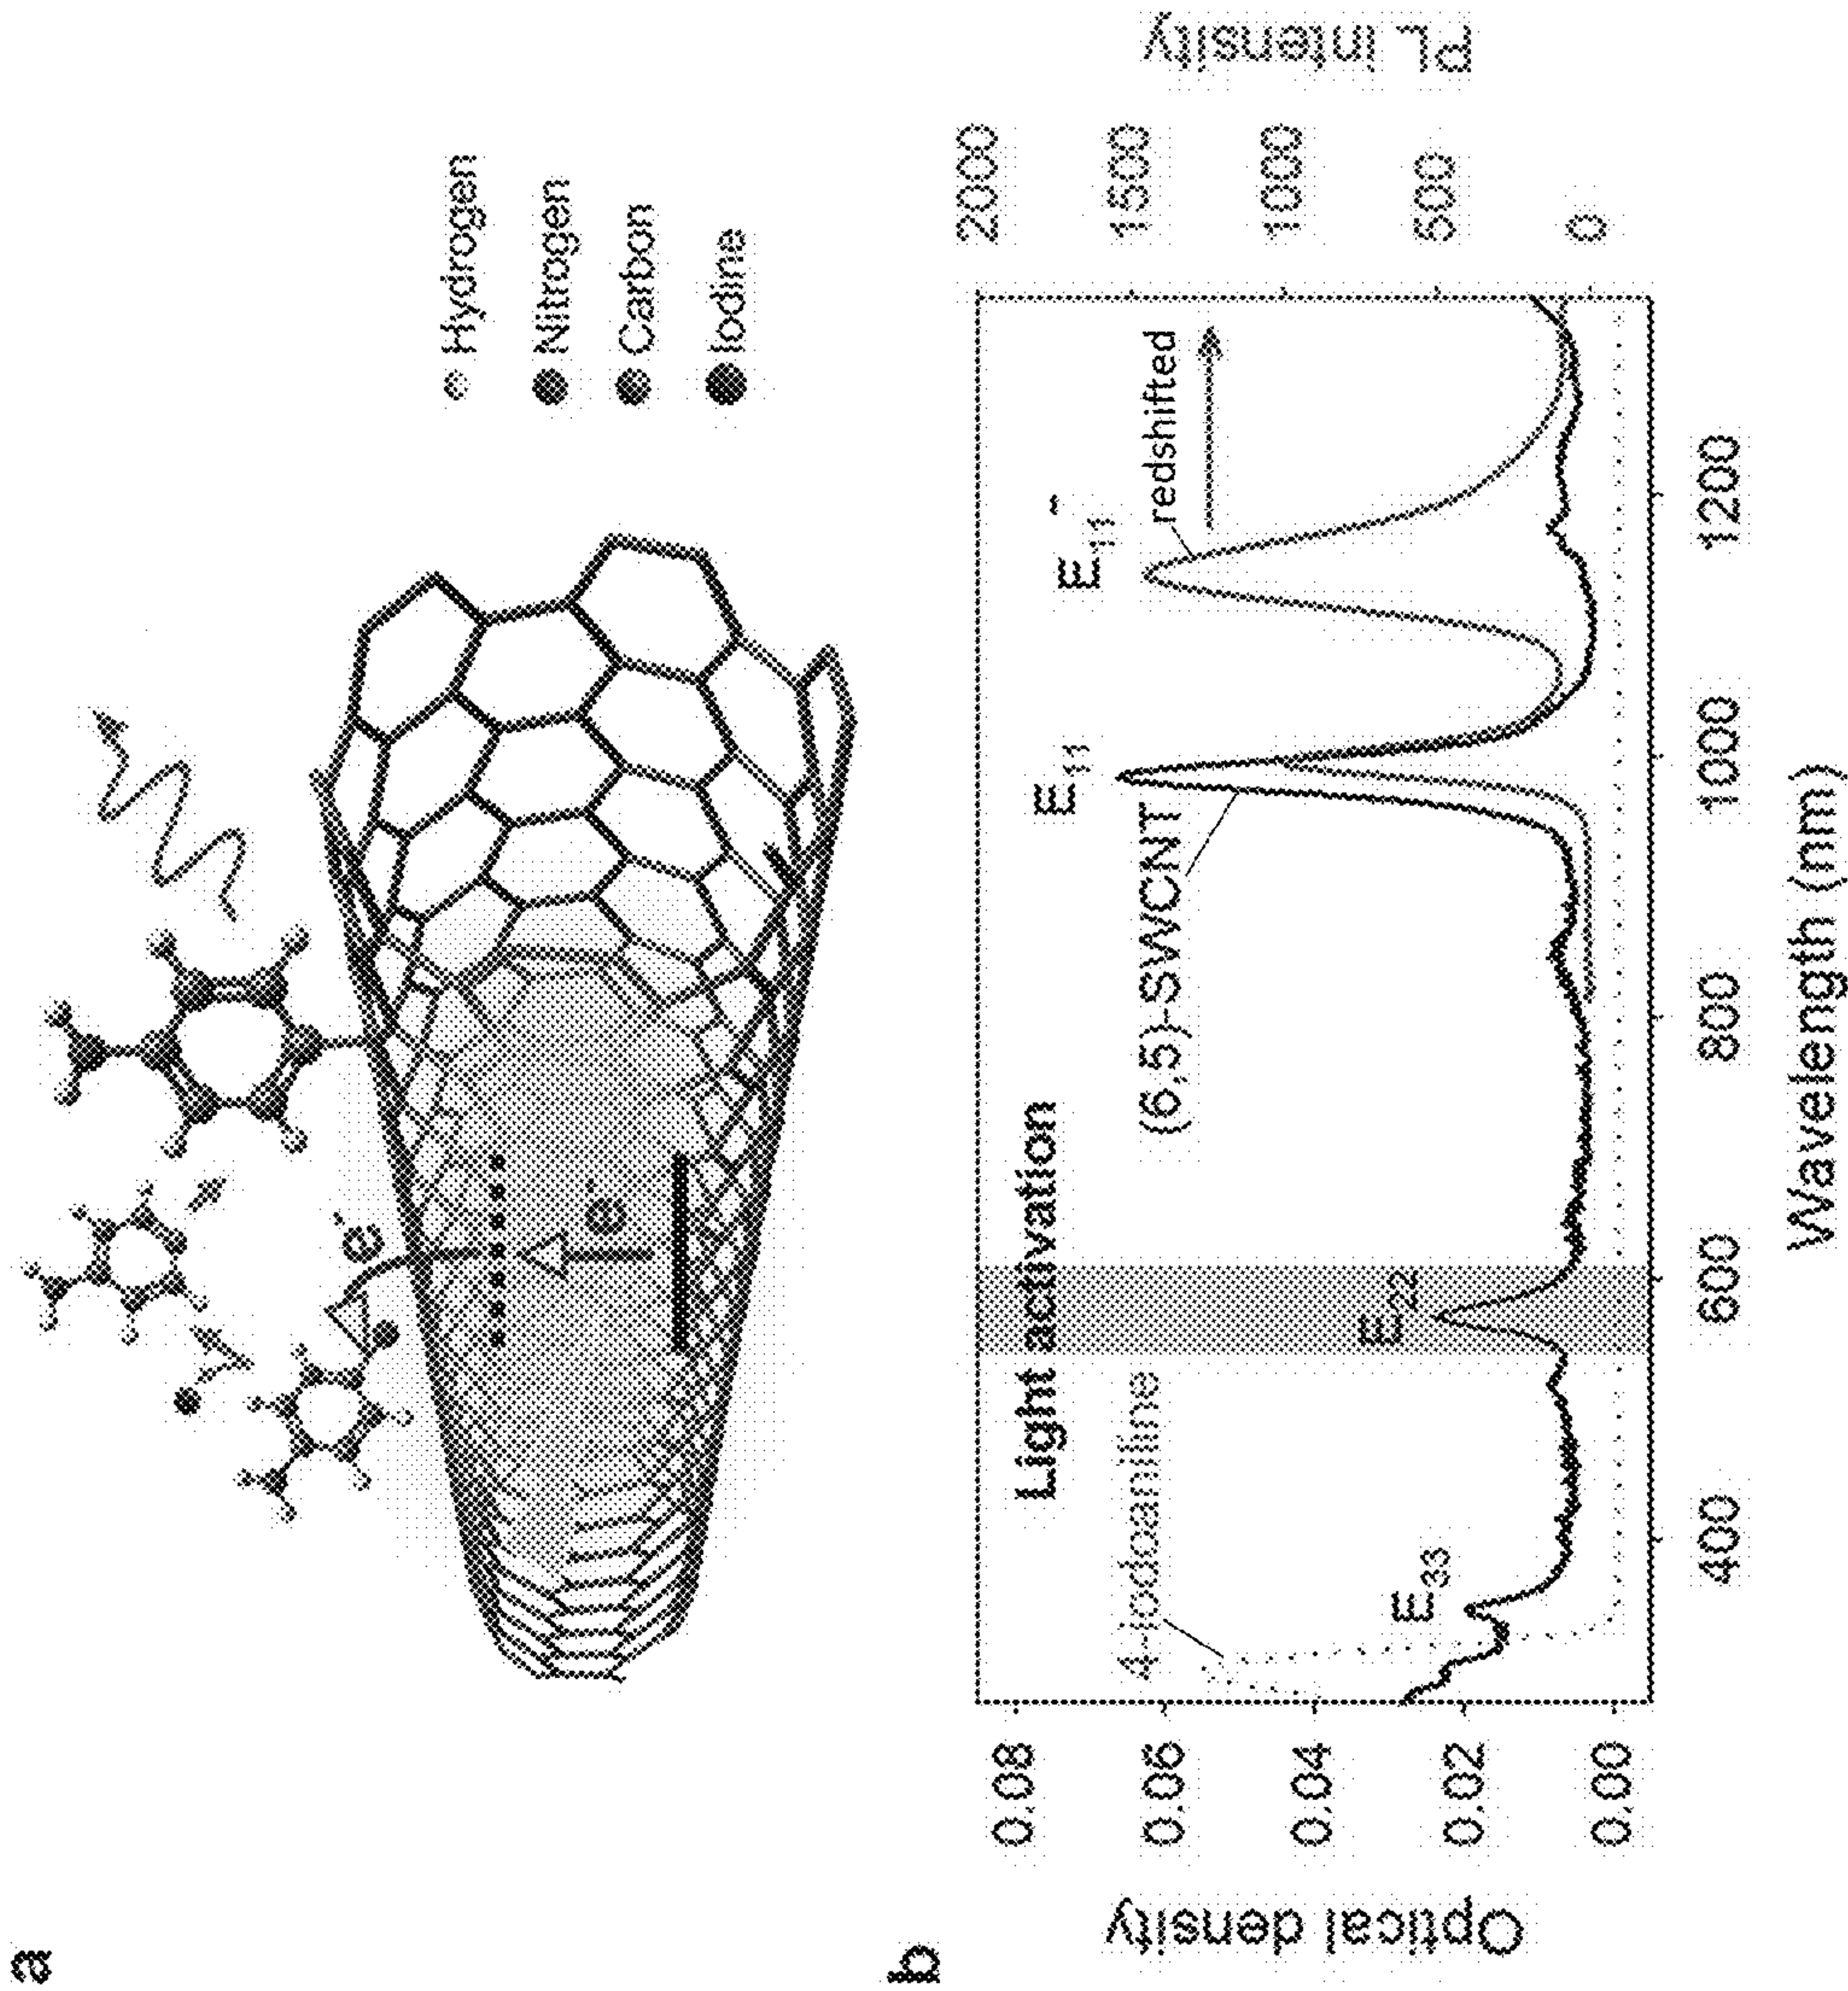 a
e-
e-
Hydrogen
Nitrogen
Carbon
Iodine
b
Light activation
4-iodoaniline
E33
E22
(6,5)-SWCNT
E11
E11-
redshifted
Optical density
0.08
0.06
0.04
0.02
0.00
PL intensity
2000
1500
1000
500
0
400
600
800
1000
1200
Wavelength (nm)